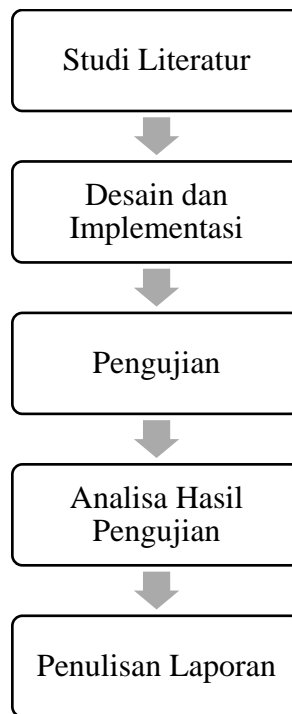 Studi Literatur
Desain dan
Implementasi
Pengujian
Analisa Hasil
Pengujian
Penulisan Laporan